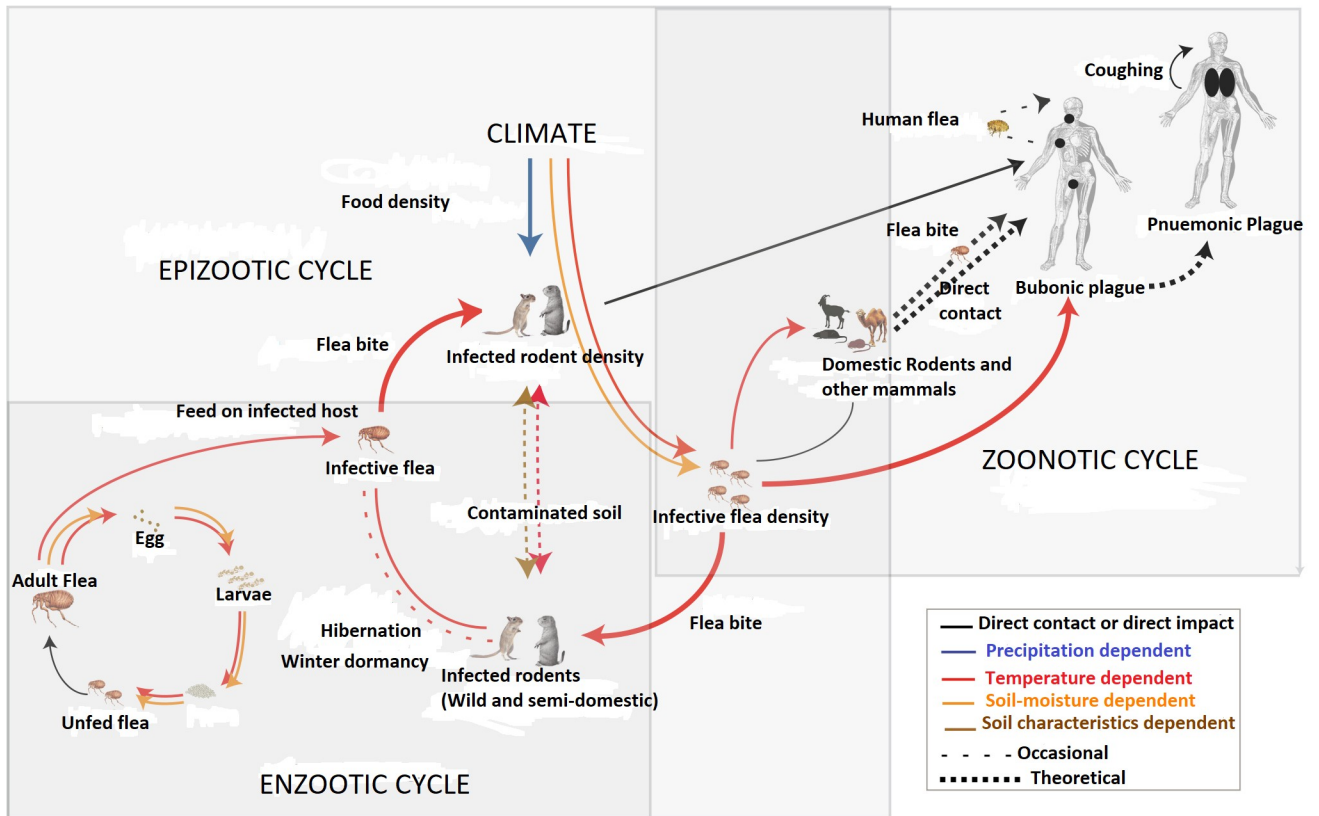 CLIMATE
Food density
EPIZOOTIC CYCLE
Flea bite
Infected rodent density
Feed on infected host
Infective flea
Contaminated soil
Egg
Adult Flea
Larvae
Hibernation
Winter dormancy
Infected rodents
(Wild and semi-domestic)
Unfed flea
ENZOOTIC CYCLE
Coughing
Human flea
Flea bite
Pnuemonic Plague
Direct
contact
Bubonic plague
Domestic Rodents and
other mammals
ZOONOTIC CYCLE
Infective flea density
Flea bite
Direct contact or direct impact
Precipitation dependent
Temperature dependent
Soil-moisture dependent
Soil characteristics dependent
Occasional
Theoretical